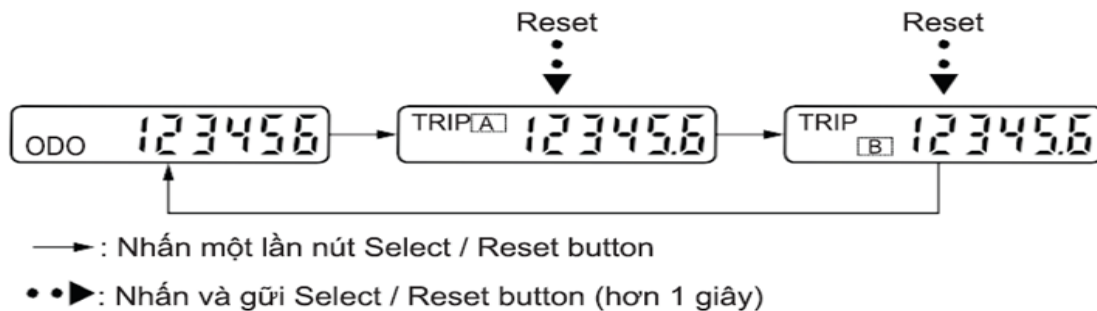 Reset Reset
ODO 123456 TRIP A 12345.6 TRIP B 12345.6
: Nhấn một lần nút Select / Reset button
: Nhấn và gữi Select / Reset button (hơn 1 giây)